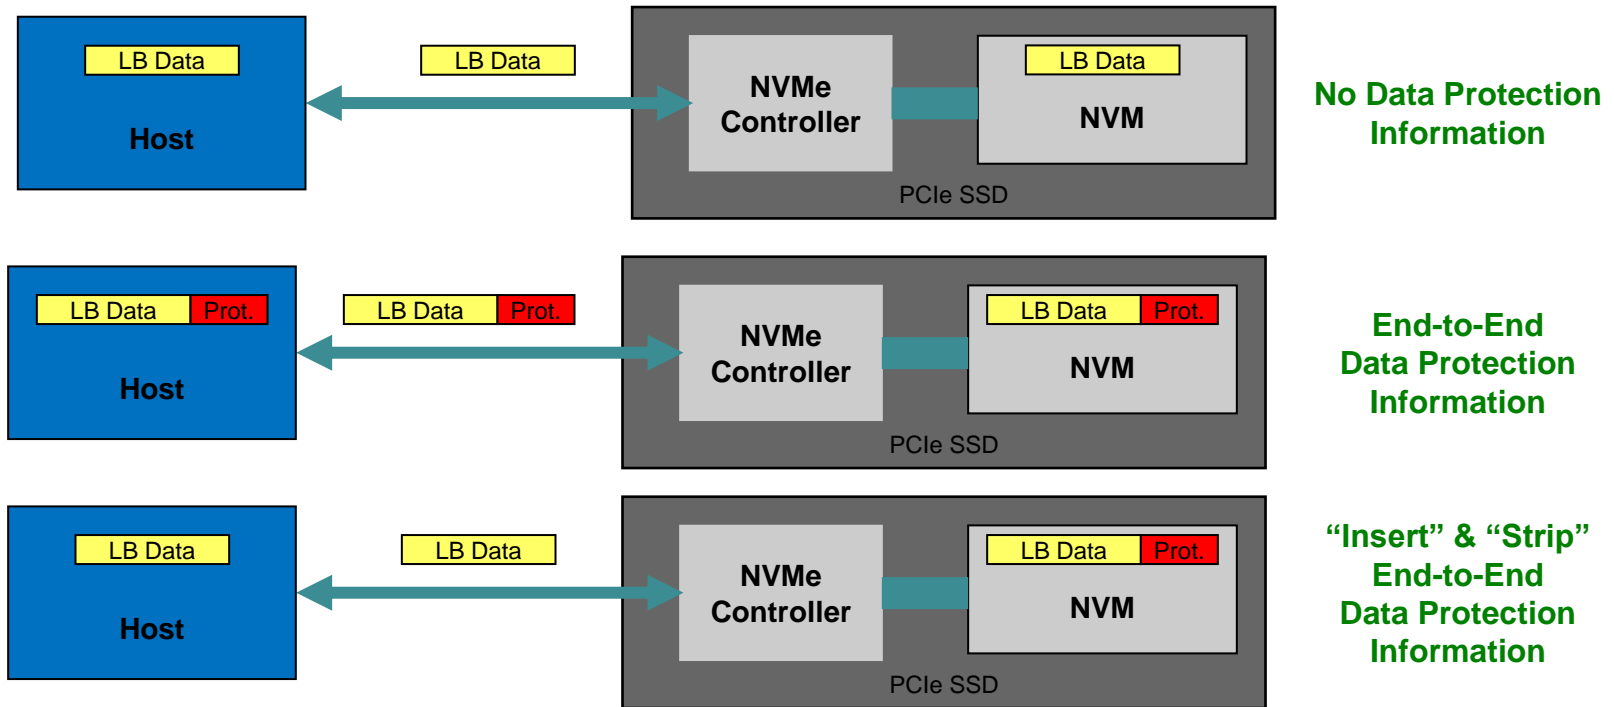 LB Data
LB Data
LB Data
Host
NVMe
Controller
NVM
PCIe SSD
No Data Protection
Information
LB Data Prot.
LB Data Prot.
LB Data Prot.
Host
NVMe
Controller
NVM
PCIe SSD
End-to-End
Data Protection
Information
LB Data
LB Data
LB Data Prot.
Host
NVMe
Controller
NVM
PCIe SSD
“Insert” & “Strip”
End-to-End
Data Protection
Information